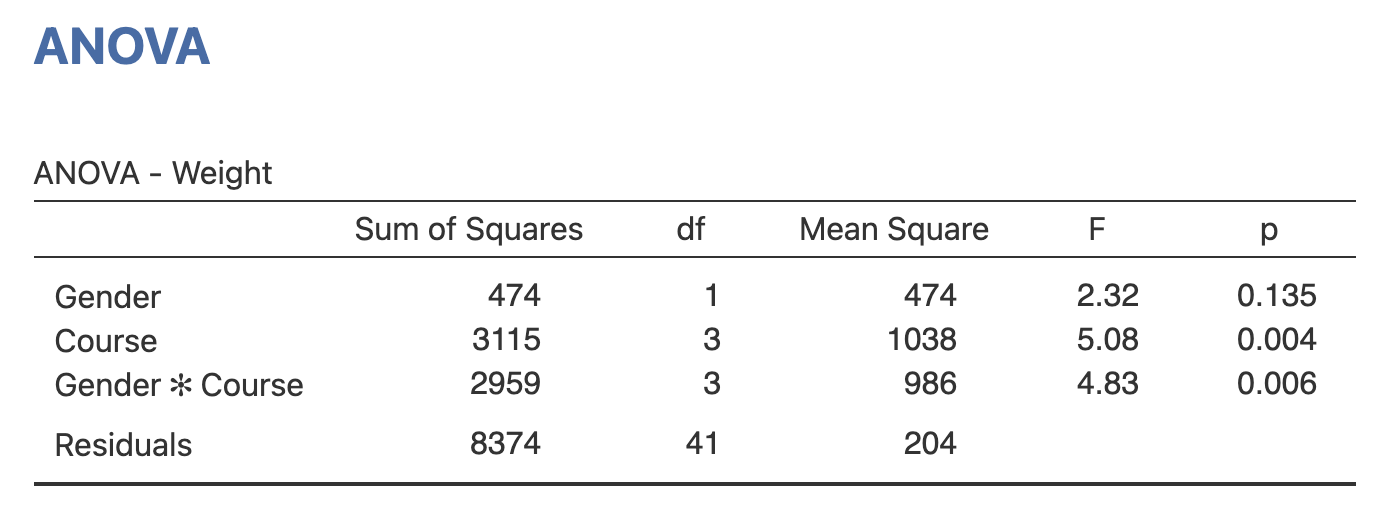 ANOVA
ANOVA - Weight
Sum of Squares df Mean Square F p
Gender 474 1 474 2.32 0.135
Course 3115 3 1038 5.08 0.004
Gender ✻ Course 2959 3 986 4.83 0.006
Residuals 8374 41 204